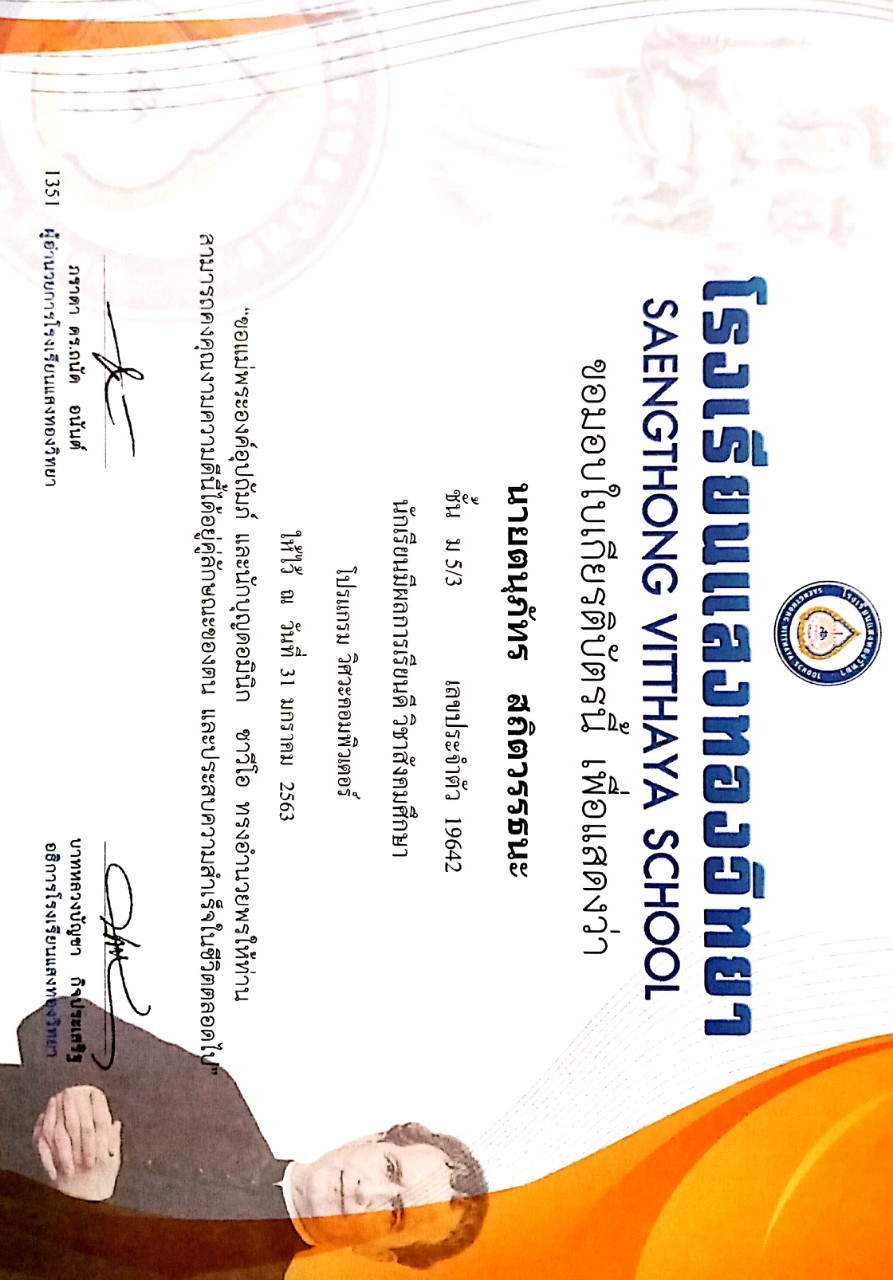 โรงเรียนแสงทองวิทยา
SAENGTHONG VITTHAYA SCHOOL
ขอมอบใบเกียรติบัตรนี้ เพื่อแสดงว่า
นายตนุภัทร สถิตวรรธนะ
ชั้น ม 5/3 เลขประจำตัว 19642
นักเรียนมีผลการเรียนดี วิชาสังคมศึกษา
โปรแกรม วิศวะคอมพิวเตอร์
ให้ไว้ ณ วันที่ 31 มกราคม 2563
"ขอแม่พระองค์อุปถัมภ์ และนักบุญดอมินิก ซาวีโอ ทรงอำนวยพรให้ท่าน
สามารถคงคุณงามความดีนี้ได้อยู่คู่ลักษณะของตน และประสบความสำเร็จในชีวิตตลอดไป"
ภราดา ดร.ถนัด อนันต์
1351 ผู้อำนวยการโรงเรียนแสงทองวิทยา
บาทหลวงบัญชา กิจประเสริฐ
อธิการโรงเรียนแสงทองวิทยา